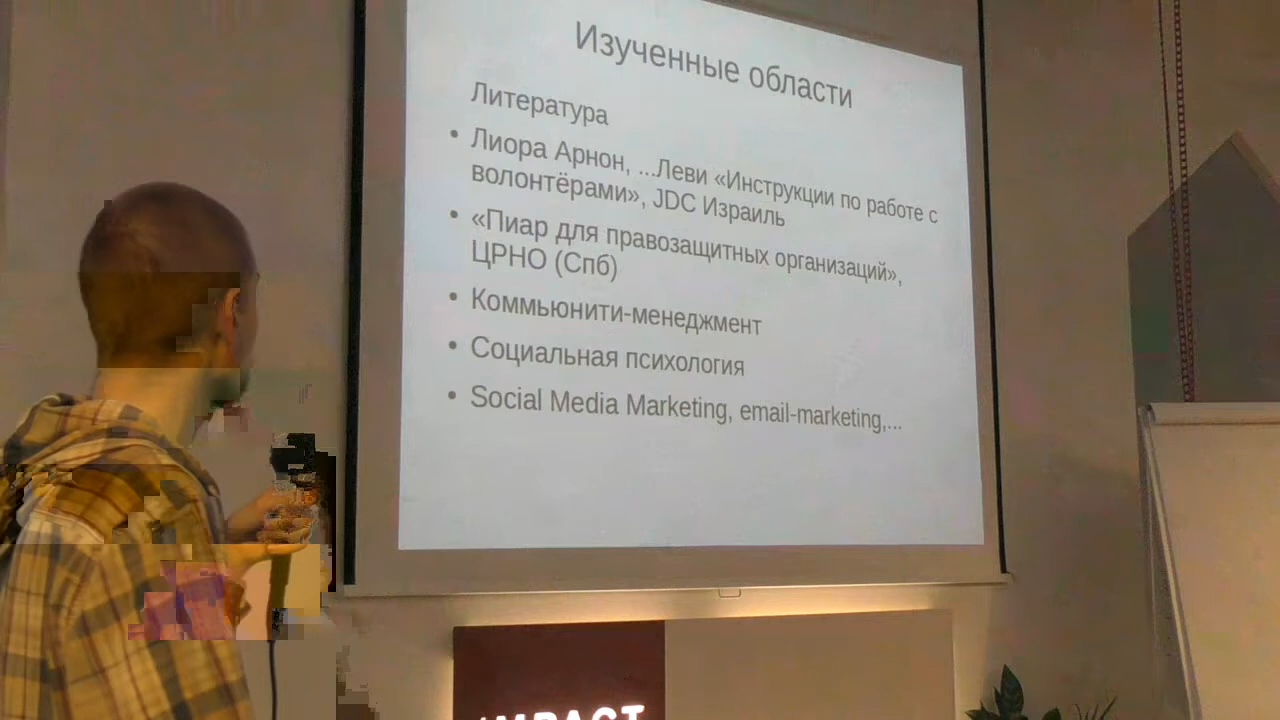 Изученные области
Литература
• Лиора Арнон, ...Леви «Инструкции по работе с
волонтёрами», JDC Израиль
• «Пиар для правозащитных организаций»,
ЦРНО (Спб)
• Коммьюнити-менеджмент
• Социальная психология
• Social Media Marketing, email-marketing,...
IMPACT